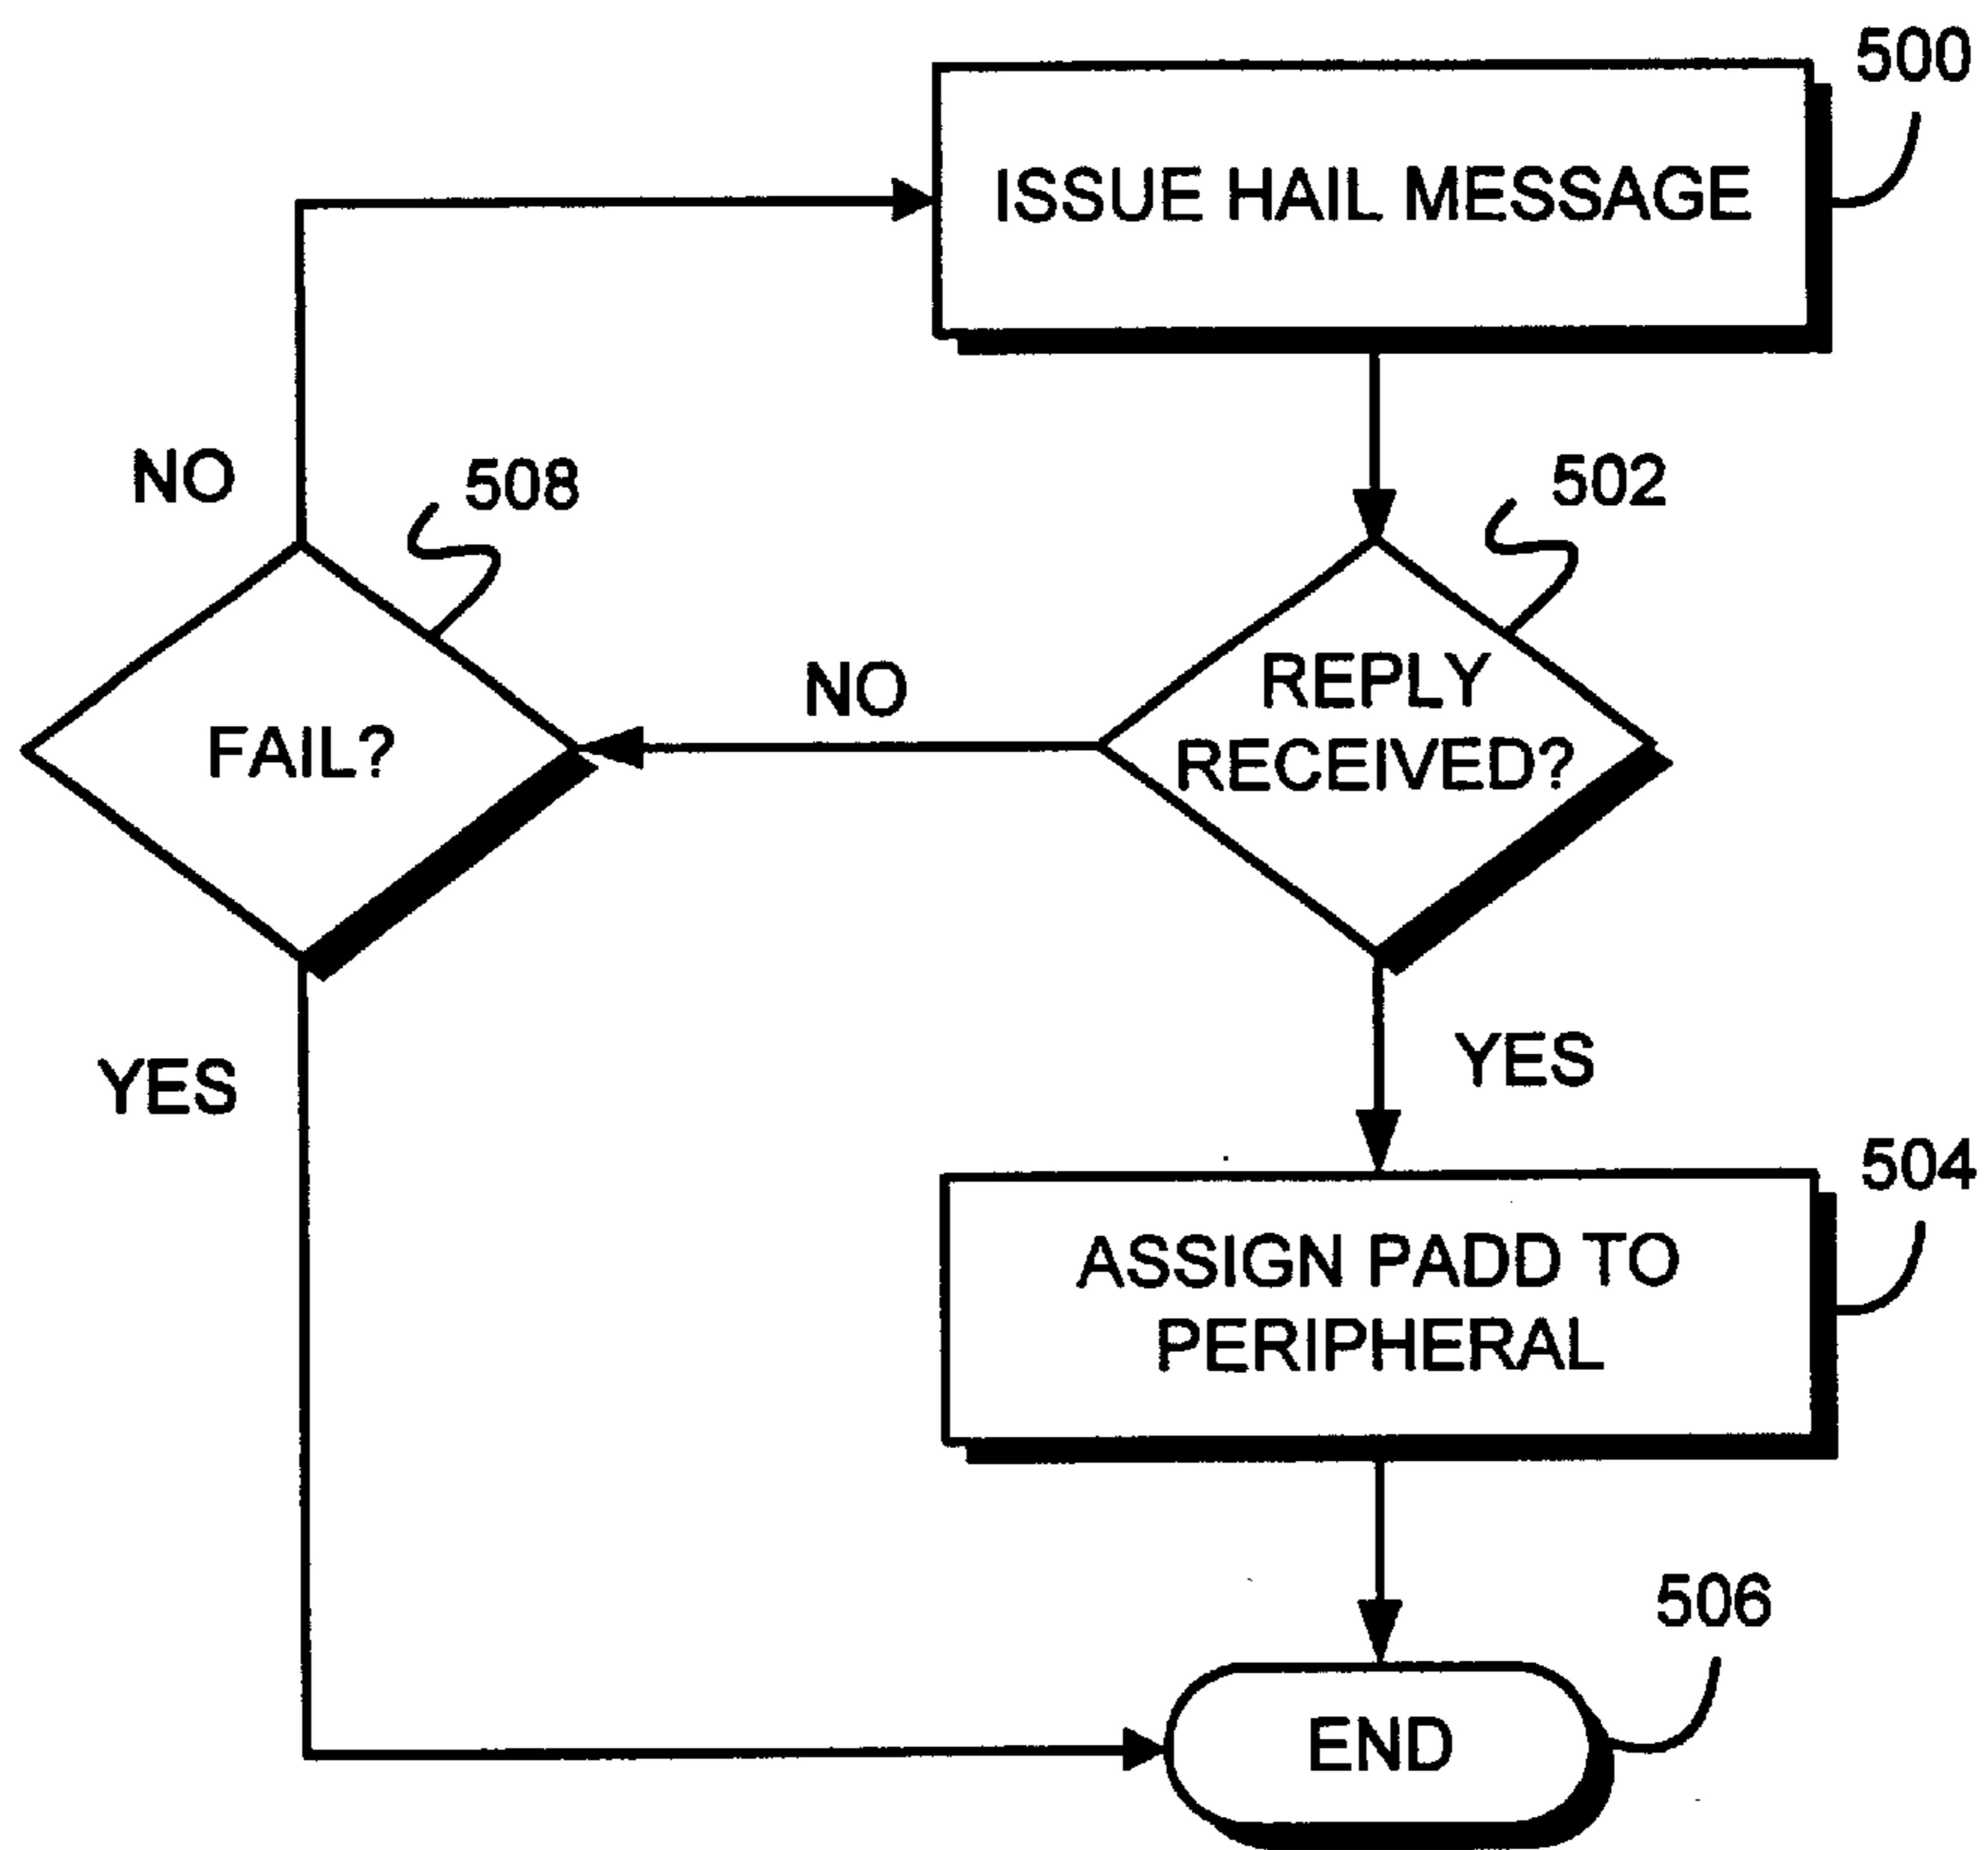 500
ISSUE HAIL MESSAGE
NO
508
502
NO
REPLY
RECEIVED?
FAIL?
YES
YES
504
ASSIGN PADD TO
PERIPHERAL
506
END